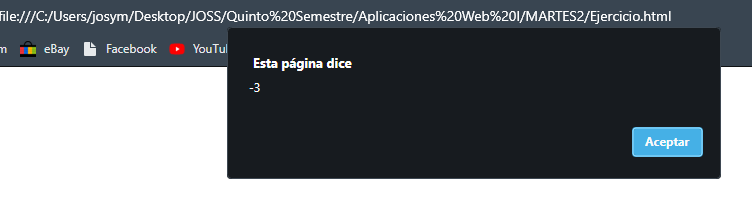 file:///C:/Users/josym/Desktop/JOSS/Quinto%20Semestre/Aplicaciones%20Web%20I/MARTES2/Ejercicio.html
m eBay Facebook YouTu
Esta página dice
-3
Aceptar